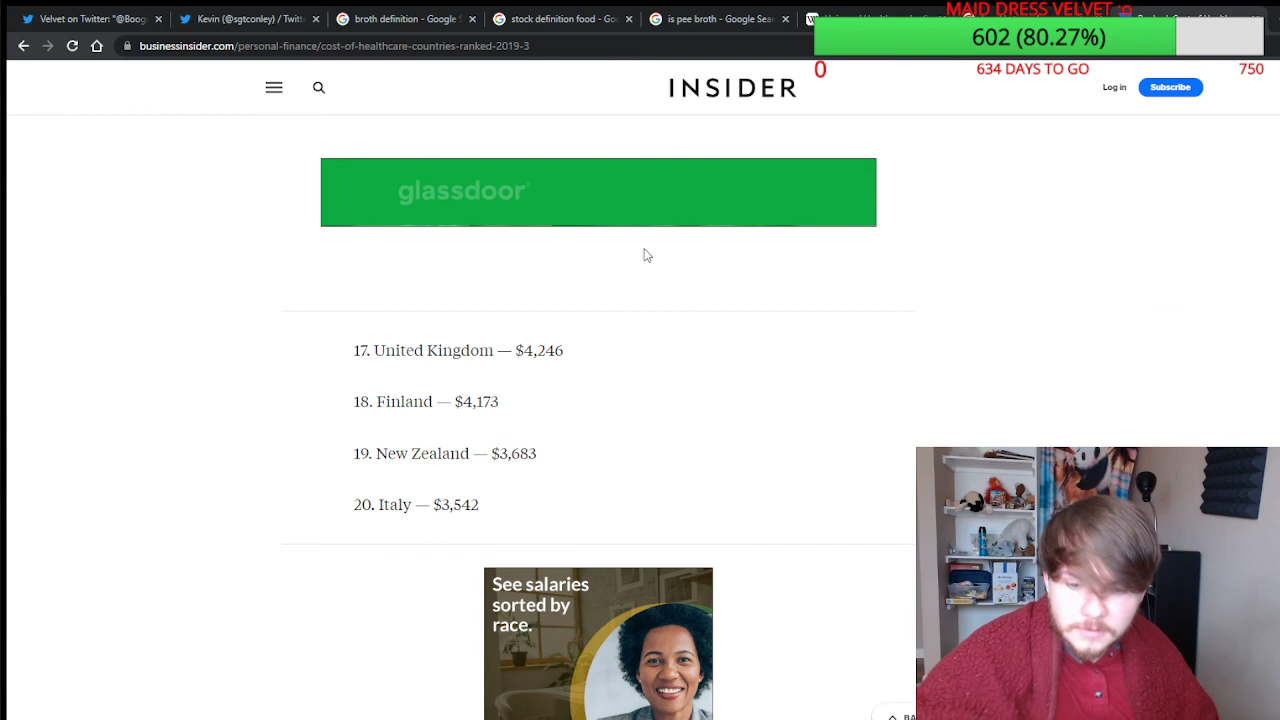 MAID DRESS VELVET
Velvet on Twitter: "@Boog
Kevin (@sgtconley) / Twitte
broth definition - Google S
stock definition food - Goo
is pee broth - Google Sear
602 (80.27%)
businessinsider.com/personal-finance/cost-of-healthcare-countries-ranked-2019-3
0
634 DAYS TO GO
750
INSIDER
Log in
Subscribe
glassdoor
17. United Kingdom — $4,246
18. Finland — $4,173
19. New Zealand — $3,683
20. Italy — $3,542
See salaries
sorted by
race.
BA